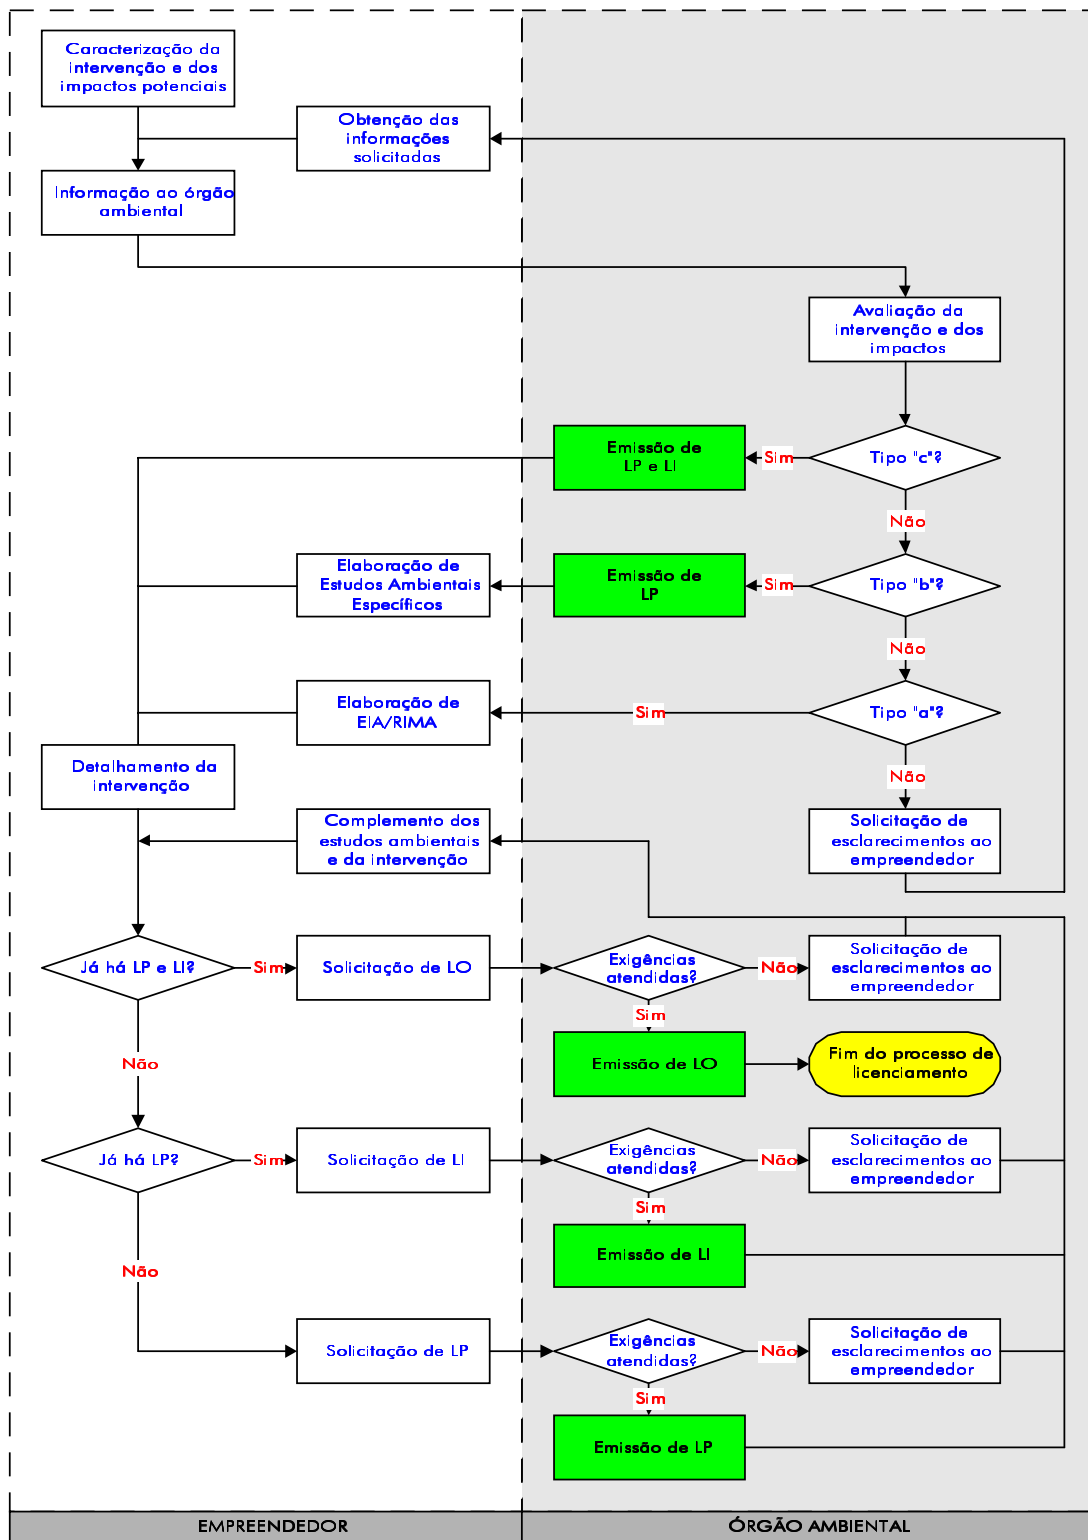 Caracterização da
intervenção e dos
impactos potenciais
Obtenção das
informações
solicitadas
Informação ao órgão
ambiental
Avaliação da
intervenção e dos
impactos
Emissão de
LP e LI
Sim
Tipo "c"?
Não
Elaboração de
Estudos Ambientais
Específicos
Emissão de
LP
Sim
Tipo "b"?
Não
Elaboração de
EIA/RIMA
Sim
Tipo "a"?
Não
Detalhamento da
intervenção
Complemento dos
estudos ambientais
e da intervenção
Solicitação de
esclarecimentos ao
empreendedor
Já há LP e LI?
Sim
Solicitação de LO
Exigências
atendidas?
Não
Solicitação de
esclarecimentos ao
empreendedor
Sim
Não
Emissão de LO
Fim do processo de
licenciamento
Já há LP?
Sim
Solicitação de LI
Exigências
atendidas?
Não
Solicitação de
esclarecimentos ao
empreendedor
Sim
Emissão de LI
Não
Solicitação de LP
Exigências
atendidas?
Não
Solicitação de
esclarecimentos ao
empreendedor
Sim
Emissão de LP
EMPREENDEDOR
ÓRGÃO AMBIENTAL